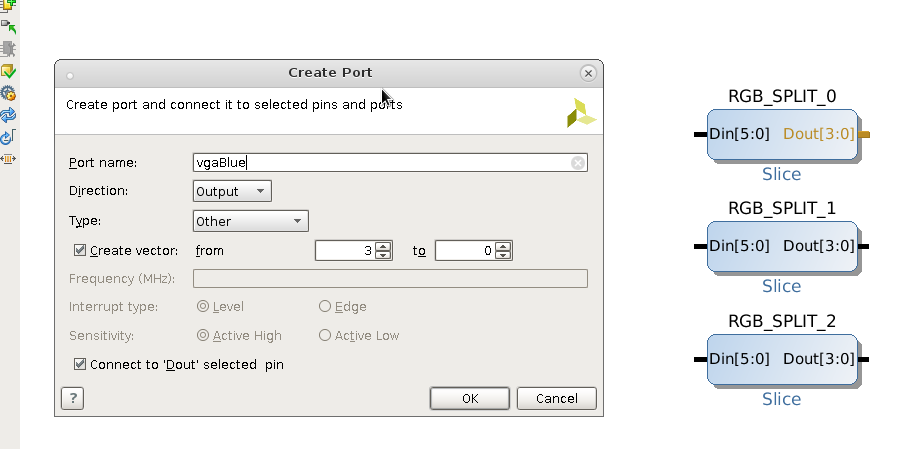 Create Port
Create port and connect it to selected pins and ports
Port name: vgaBlue
Direction: Output
Type: Other
Create vector: from 3 to 0
Frequency (MHz):
Interrupt type: Level Edge
Sensitivity: Active High Active Low
Connect to 'Dout' selected pin
? OK Cancel
RGB_SPLIT_0
Din[5:0] Dout[3:0]
Slice
RGB_SPLIT_1
Din[5:0] Dout[3:0]
Slice
RGB_SPLIT_2
Din[5:0] Dout[3:0]
Slice